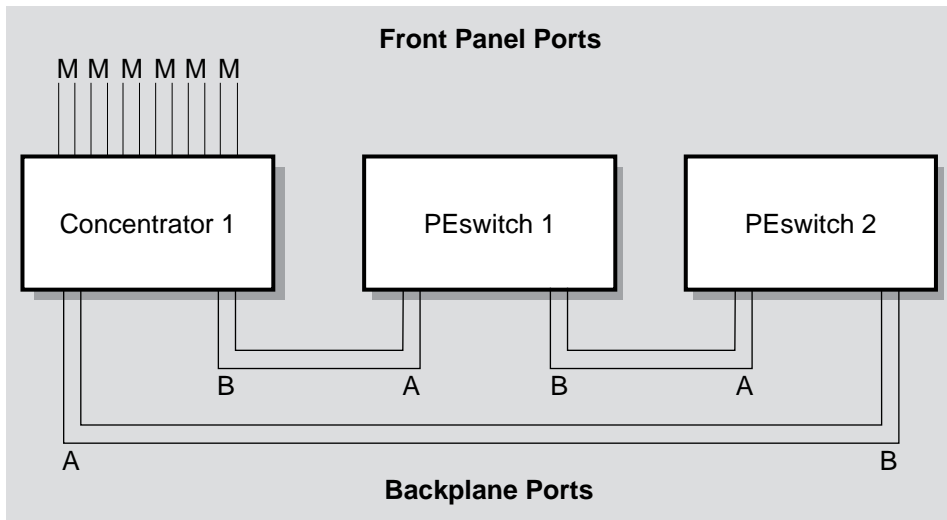 Front Panel Ports
M M M M M M
Concentrator 1 PEswitch 1 PEswitch 2
B A B A
A B
Backplane Ports